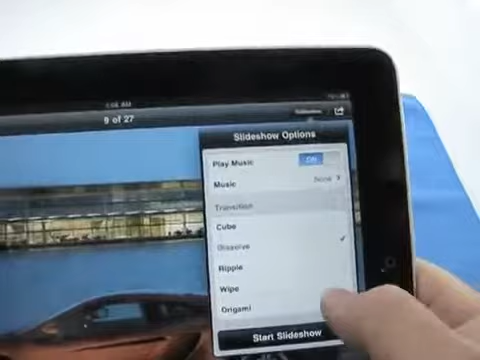 9 of 27
Slideshow Options
Play Music ON
Music None
Transition
Cube
Dissolve
Ripple
Wipe
Origami
Start Slideshow